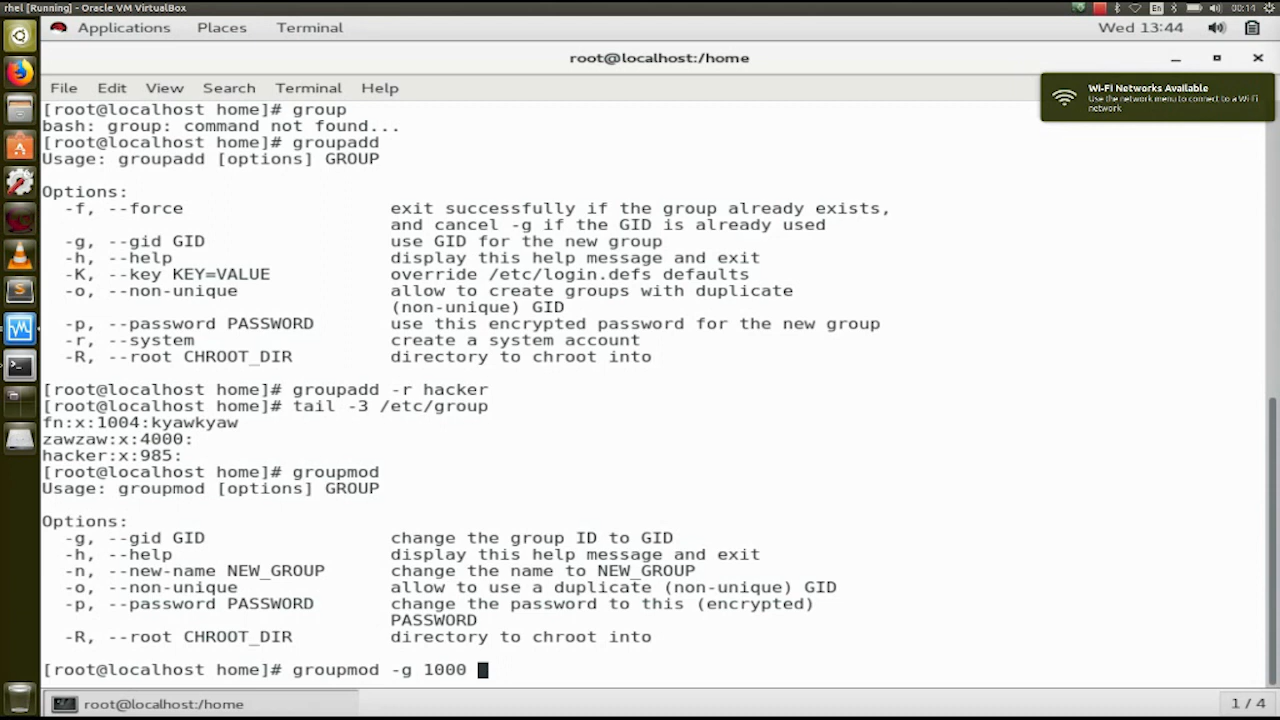 rhel [Running] - Oracle VM VirtualBox
En
00:14
Applications Places Terminal
Wed 13:44
root@localhost:/home
File Edit View Search Terminal Help
Wi-Fi Networks Available
Use the network menu to connect to a Wi-Fi
network
[root@localhost home]# group
bash: group: command not found...
[root@localhost home]# groupadd
Usage: groupadd [options] GROUP
Options:
-f, --force exit successfully if the group already exists,
and cancel -g if the GID is already used
-g, --gid GID use GID for the new group
-h, --help display this help message and exit
-K, --key KEY=VALUE override /etc/login.defs defaults
-o, --non-unique allow to create groups with duplicate
(non-unique) GID
-p, --password PASSWORD use this encrypted password for the new group
-r, --system create a system account
-R, --root CHROOT_DIR directory to chroot into
[root@localhost home]# groupadd -r hacker
[root@localhost home]# tail -3 /etc/group
fn:x:1004:kyawkyaw
zawzaw:x:4000:
hacker:x:985:
[root@localhost home]# groupmod
Usage: groupmod [options] GROUP
Options:
-g, --gid GID change the group ID to GID
-h, --help display this help message and exit
-n, --new-name NEW_GROUP change the name to NEW_GROUP
-o, --non-unique allow to use a duplicate (non-unique) GID
-p, --password PASSWORD change the password to this (encrypted)
PASSWORD
-R, --root CHROOT_DIR directory to chroot into
[root@localhost home]# groupmod -g 1000
root@localhost:/home
1 / 4